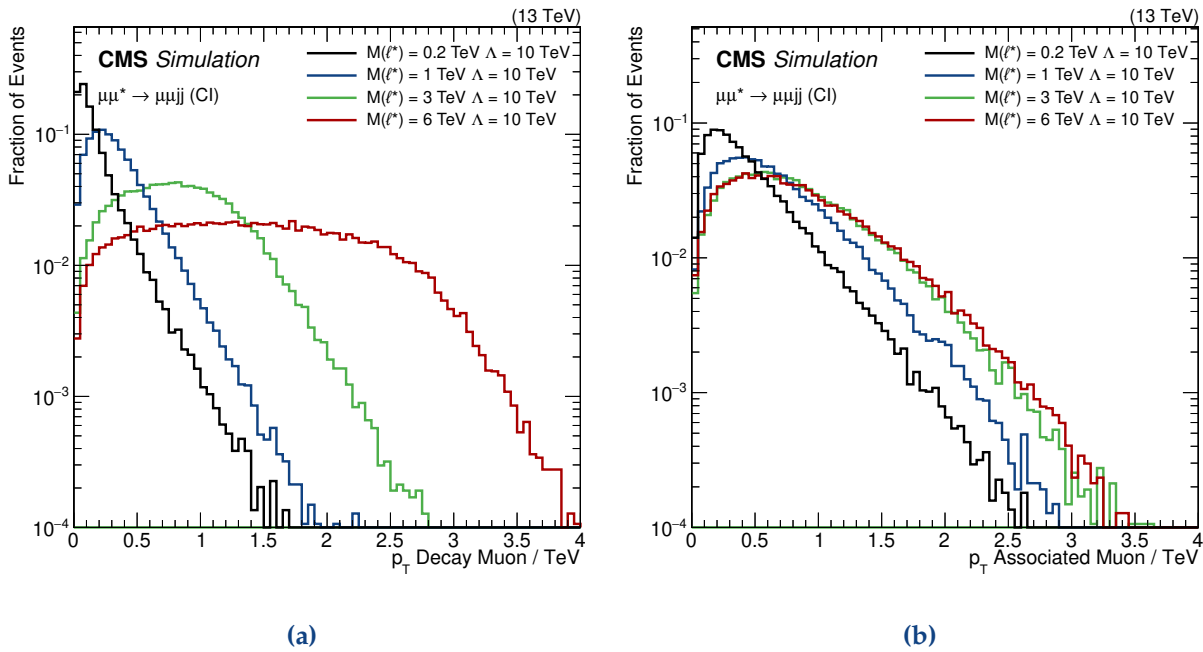 (13 TeV)
CMS Simulation
μμ* → μμjj (CI)
M(ℓ*) = 0.2 TeV Λ = 10 TeV
M(ℓ*) = 1 TeV Λ = 10 TeV
M(ℓ*) = 3 TeV Λ = 10 TeV
M(ℓ*) = 6 TeV Λ = 10 TeV
Fraction of Events
10⁻¹
10⁻²
10⁻³
10⁻⁴
0 0.5 1 1.5 2 2.5 3 3.5 4
p_T Decay Muon / TeV
(a)
(13 TeV)
CMS Simulation
μμ* → μμjj (CI)
M(ℓ*) = 0.2 TeV Λ = 10 TeV
M(ℓ*) = 1 TeV Λ = 10 TeV
M(ℓ*) = 3 TeV Λ = 10 TeV
M(ℓ*) = 6 TeV Λ = 10 TeV
Fraction of Events
10⁻¹
10⁻²
10⁻³
10⁻⁴
0 0.5 1 1.5 2 2.5 3 3.5 4
p_T Associated Muon / TeV
(b)